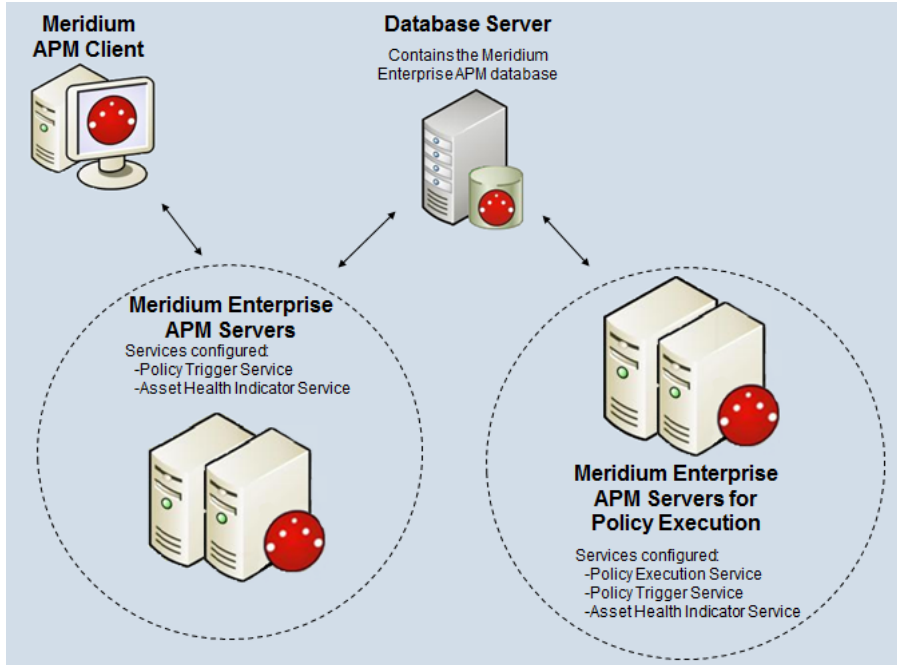 Meridium
APM Client
Database Server
Contains the Meridium
Enterprise APM database
Meridium Enterprise
APM Servers
Services configured:
-Policy Trigger Service
-Asset Health Indicator Service
Meridium Enterprise
APM Servers for
Policy Execution
Services configured:
-Policy Execution Service
-Policy Trigger Service
-Asset Health Indicator Service